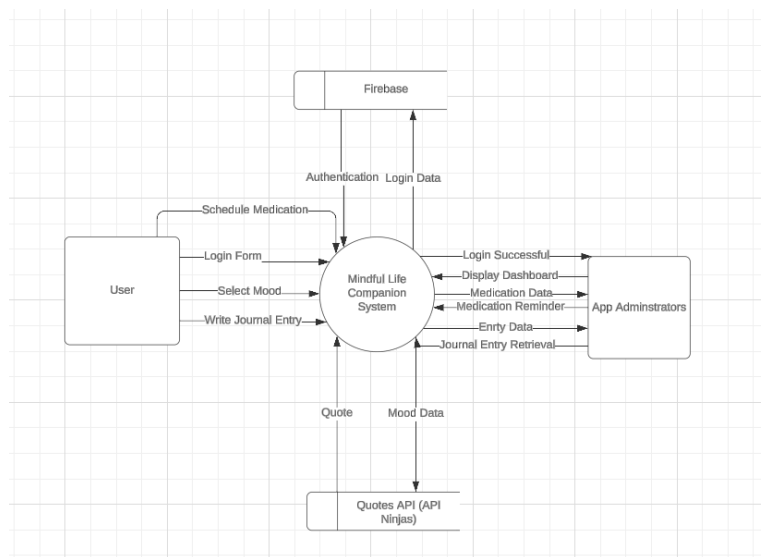 Firebase
Authentication
Login Data
Schedule Medication
Login Form
Login Successful
Display Dashboard
User
Select Mood
Mindful Life
Companion
System
Medication Data
Medication Reminder
App Adminstrators
Write Journal Entry
Enrty Data
Journal Entry Retrieval
Quote
Mood Data
Quotes API (API
Ninjas)